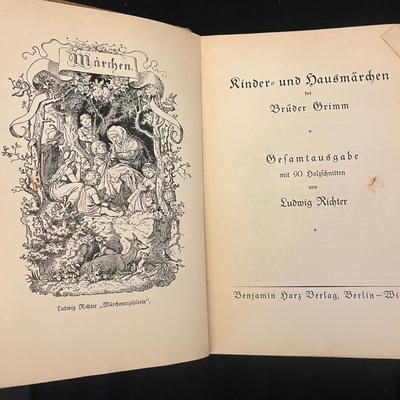 Märchen.
Ludwig Richter „Märchenerzählerin“.
Kinder- und Hausmärchen
der
Brüder Grimm
Gesamtausgabe
mit 90 Holzschnitten
von
Ludwig Richter
Benjamin Harz Verlag, Berlin—Wi